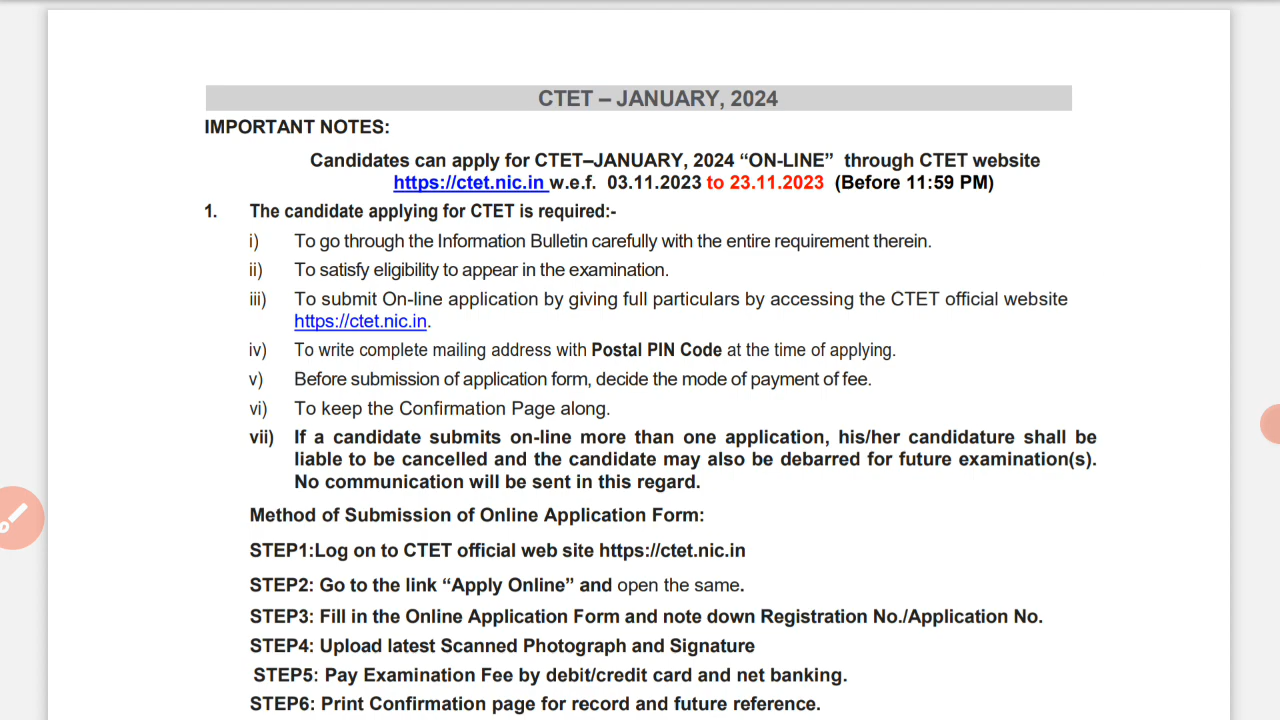 CTET – JANUARY, 2024
IMPORTANT NOTES:
Candidates can apply for CTET–JANUARY, 2024 “ON-LINE” through CTET website
https://ctet.nic.in w.e.f. 03.11.2023 to 23.11.2023 (Before 11:59 PM)
1. The candidate applying for CTET is required:-
i) To go through the Information Bulletin carefully with the entire requirement therein.
ii) To satisfy eligibility to appear in the examination.
iii) To submit On-line application by giving full particulars by accessing the CTET official website
https://ctet.nic.in.
iv) To write complete mailing address with Postal PIN Code at the time of applying.
v) Before submission of application form, decide the mode of payment of fee.
vi) To keep the Confirmation Page along.
vii) If a candidate submits on-line more than one application, his/her candidature shall be
liable to be cancelled and the candidate may also be debarred for future examination(s).
No communication will be sent in this regard.
Method of Submission of Online Application Form:
STEP1:Log on to CTET official web site https://ctet.nic.in
STEP2: Go to the link “Apply Online” and open the same.
STEP3: Fill in the Online Application Form and note down Registration No./Application No.
STEP4: Upload latest Scanned Photograph and Signature
STEP5: Pay Examination Fee by debit/credit card and net banking.
STEP6: Print Confirmation page for record and future reference.